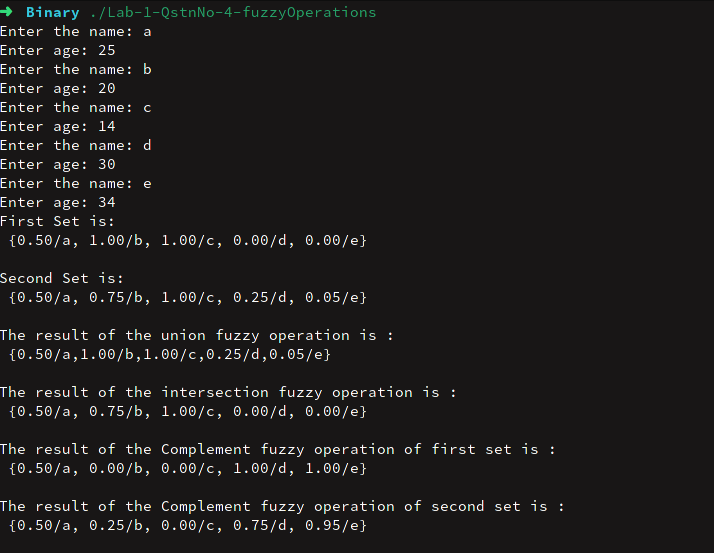 ➜ Binary ./Lab-1-QstnNo-4-fuzzyOperations
Enter the name: a
Enter age: 25
Enter the name: b
Enter age: 20
Enter the name: c
Enter age: 14
Enter the name: d
Enter age: 30
Enter the name: e
Enter age: 34
First Set is:
{0.50/a, 1.00/b, 1.00/c, 0.00/d, 0.00/e}
Second Set is:
{0.50/a, 0.75/b, 1.00/c, 0.25/d, 0.05/e}
The result of the union fuzzy operation is :
{0.50/a,1.00/b,1.00/c,0.25/d,0.05/e}
The result of the intersection fuzzy operation is :
{0.50/a, 0.75/b, 1.00/c, 0.00/d, 0.00/e}
The result of the Complement fuzzy operation of first set is :
{0.50/a, 0.00/b, 0.00/c, 1.00/d, 1.00/e}
The result of the Complement fuzzy operation of second set is :
{0.50/a, 0.25/b, 0.00/c, 0.75/d, 0.95/e}